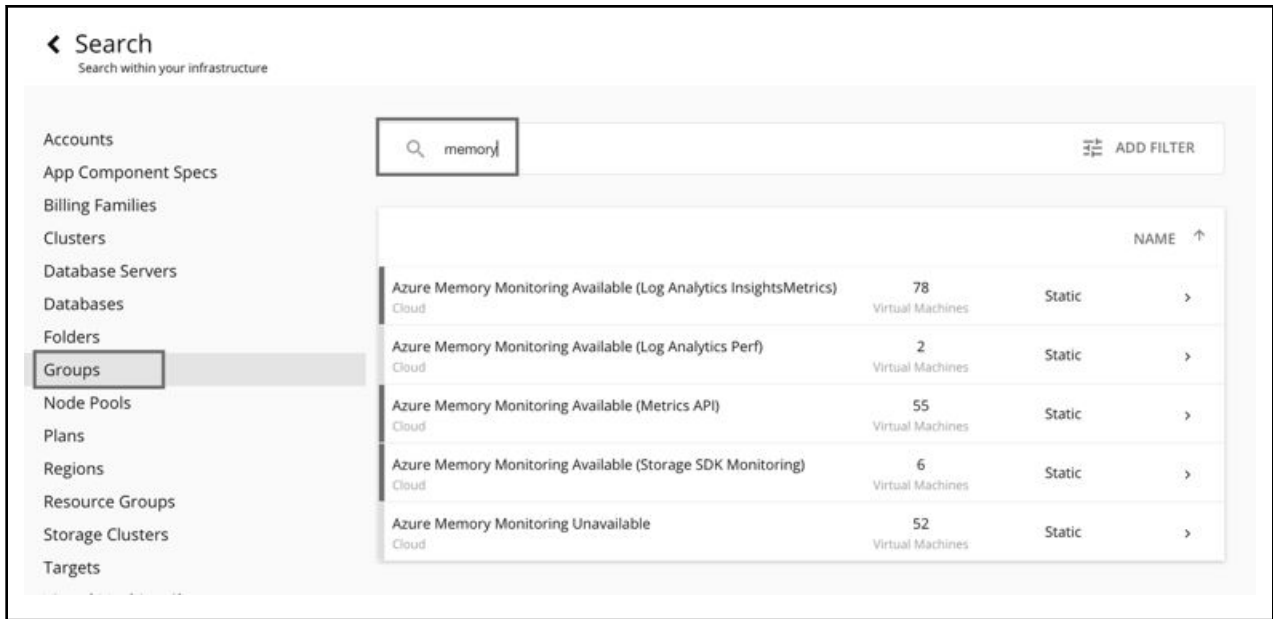 Search
Search within your infrastructure
Accounts
App Component Specs
Billing Families
Clusters
Database Servers
Databases
Folders
Groups
Node Pools
Plans
Regions
Resource Groups
Storage Clusters
Targets
memory
ADD FILTER
NAME
Azure Memory Monitoring Available (Log Analytics InsightsMetrics) 78 Static
Cloud Virtual Machines
Azure Memory Monitoring Available (Log Analytics Perf) 2 Static
Cloud Virtual Machines
Azure Memory Monitoring Available (Metrics API) 55 Static
Cloud Virtual Machines
Azure Memory Monitoring Available (Storage SDK Monitoring) 6 Static
Cloud Virtual Machines
Azure Memory Monitoring Unavailable 52 Static
Cloud Virtual Machines